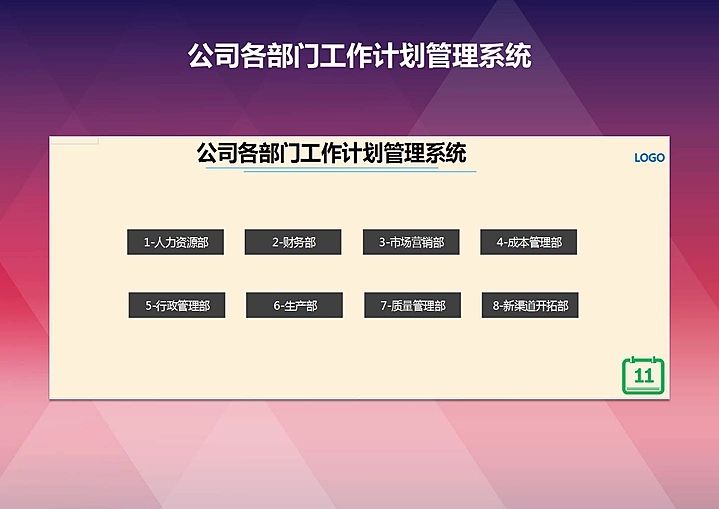 公司各部门工作计划管理系统
公司各部门工作计划管理系统
LOGO
1-人力资源部
2-财务部
3-市场营销部
4-成本管理部
5-行政管理部
6-生产部
7-质量管理部
8-新渠道开拓部
11